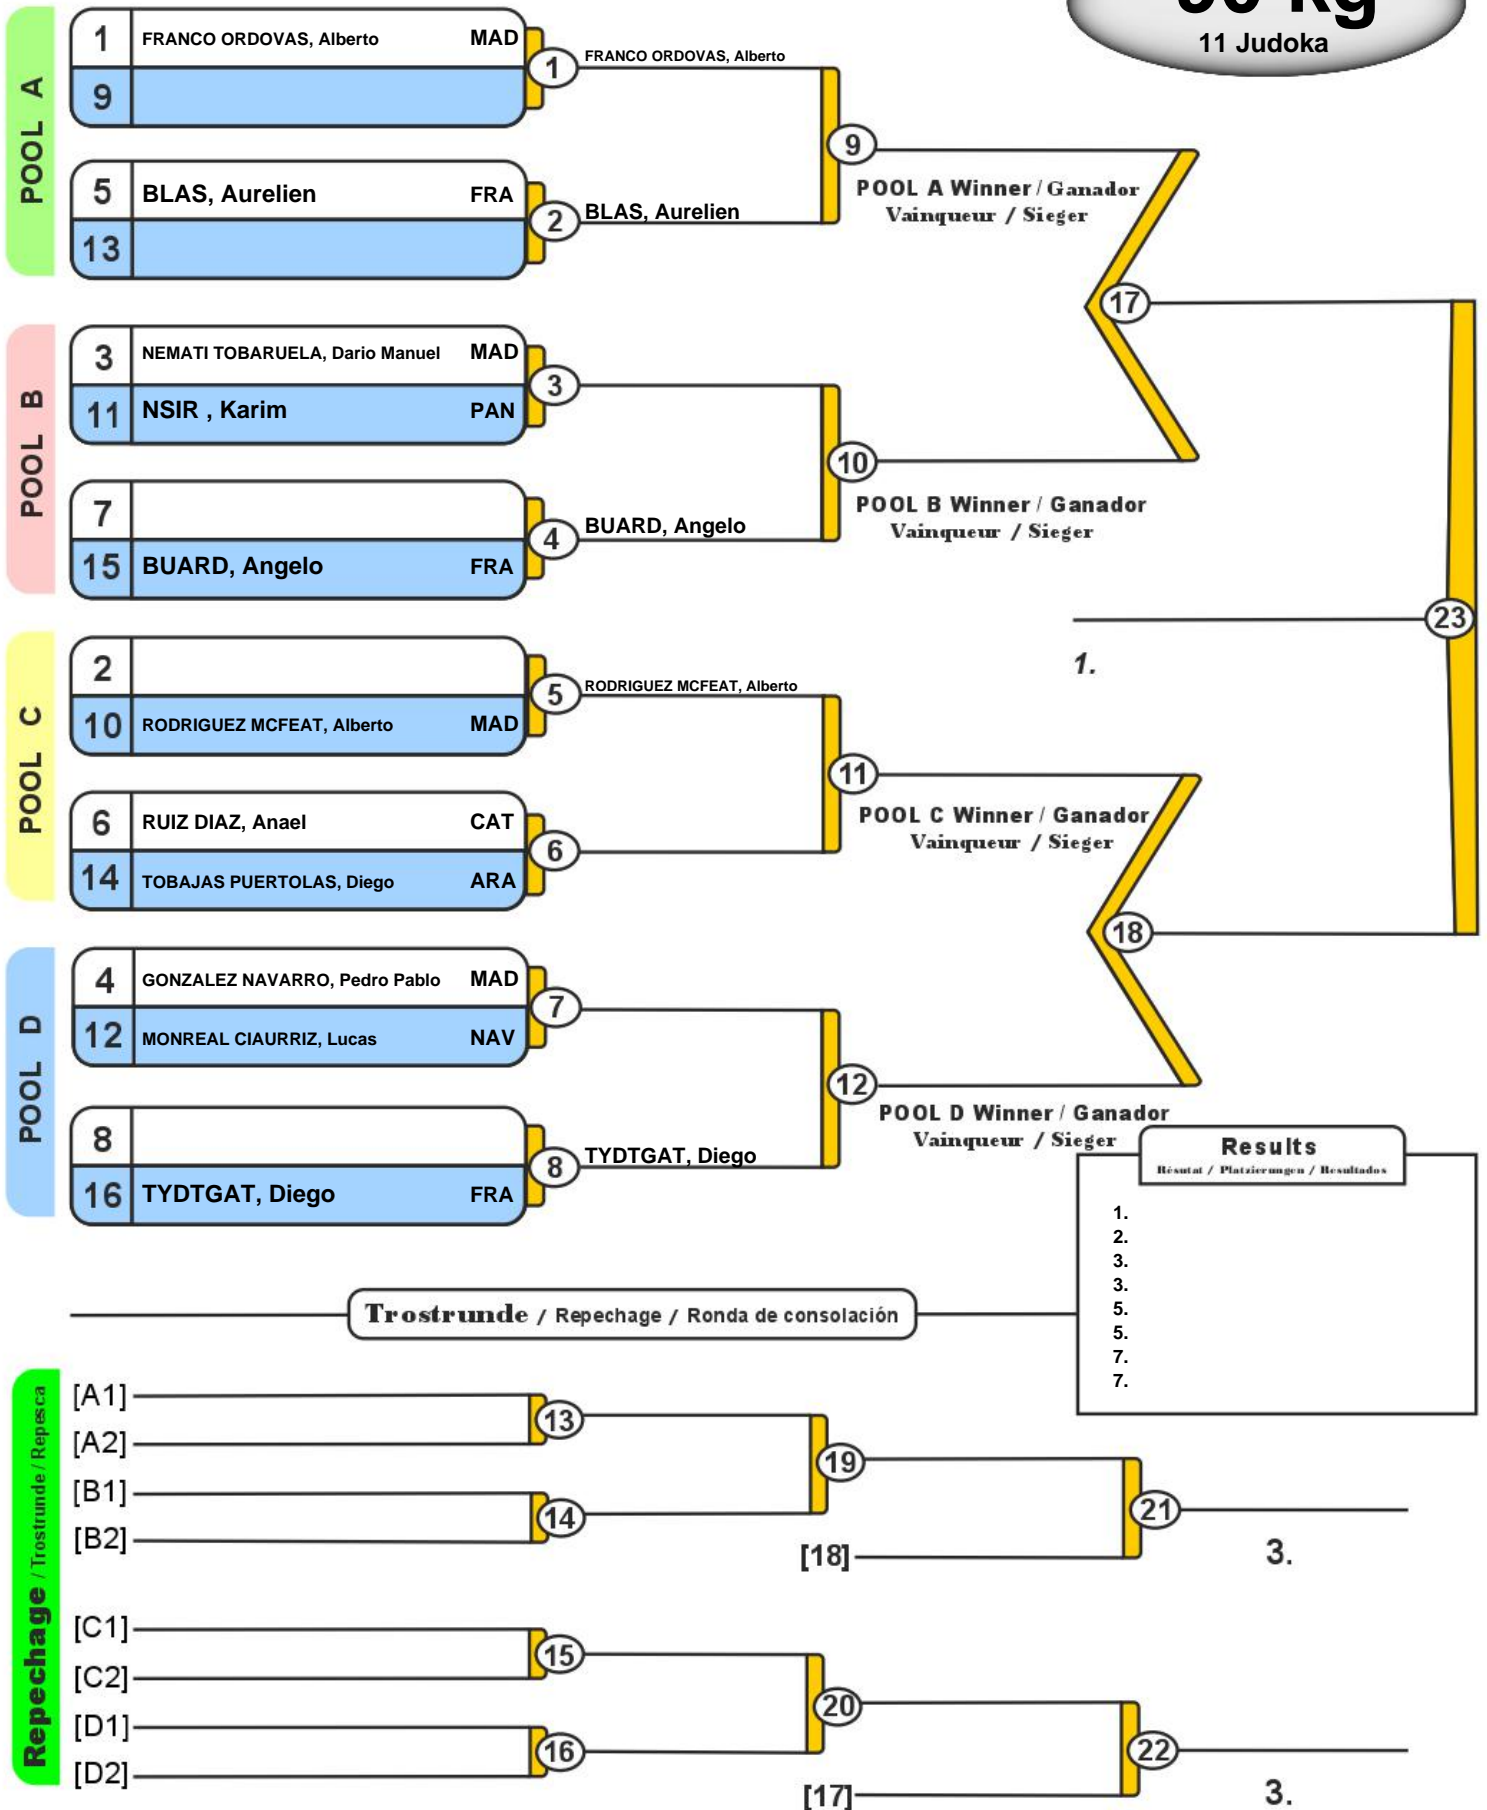 kg
11 Judoka
POOL A
1 FRANCO ORDOVAS, Alberto MAD
9
1 FRANCO ORDOVAS, Alberto
5 BLAS, Aurelien FRA
13
2 BLAS, Aurelien
9
POOL A Winner / Ganador
Vainqueur / Sieger
17
POOL B
3 NEMATI TOBARUELA, Dario Manuel MAD
11 NSIR , Karim PAN
3
7
15 BUARD, Angelo FRA
4 BUARD, Angelo
10
POOL B Winner / Ganador
Vainqueur / Sieger
23
1.
POOL C
2
10 RODRIGUEZ MCFEAT, Alberto MAD
5 RODRIGUEZ MCFEAT, Alberto
6 RUIZ DIAZ, Anael CAT
14 TOBAJAS PUERTOLAS, Diego ARA
6
11
POOL C Winner / Ganador
Vainqueur / Sieger
18
POOL D
4 GONZALEZ NAVARRO, Pedro Pablo MAD
12 MONREAL CIAURRIZ, Lucas NAV
7
8
16 TYDTGAT, Diego FRA
8 TYDTGAT, Diego
12
POOL D Winner / Ganador
Vainqueur / Sieger
Results
Résutat / Platzierungen / Resultados
1.
2.
3.
3.
5.
5.
7.
7.
Trostrunde / Repechage / Ronda de consolación
Repechage / Trostrunde / Repesca
[A1]
[A2]
13
[B1]
[B2]
14
19
[18]
21
3.
[C1]
[C2]
15
[D1]
[D2]
16
20
[17]
22
3.